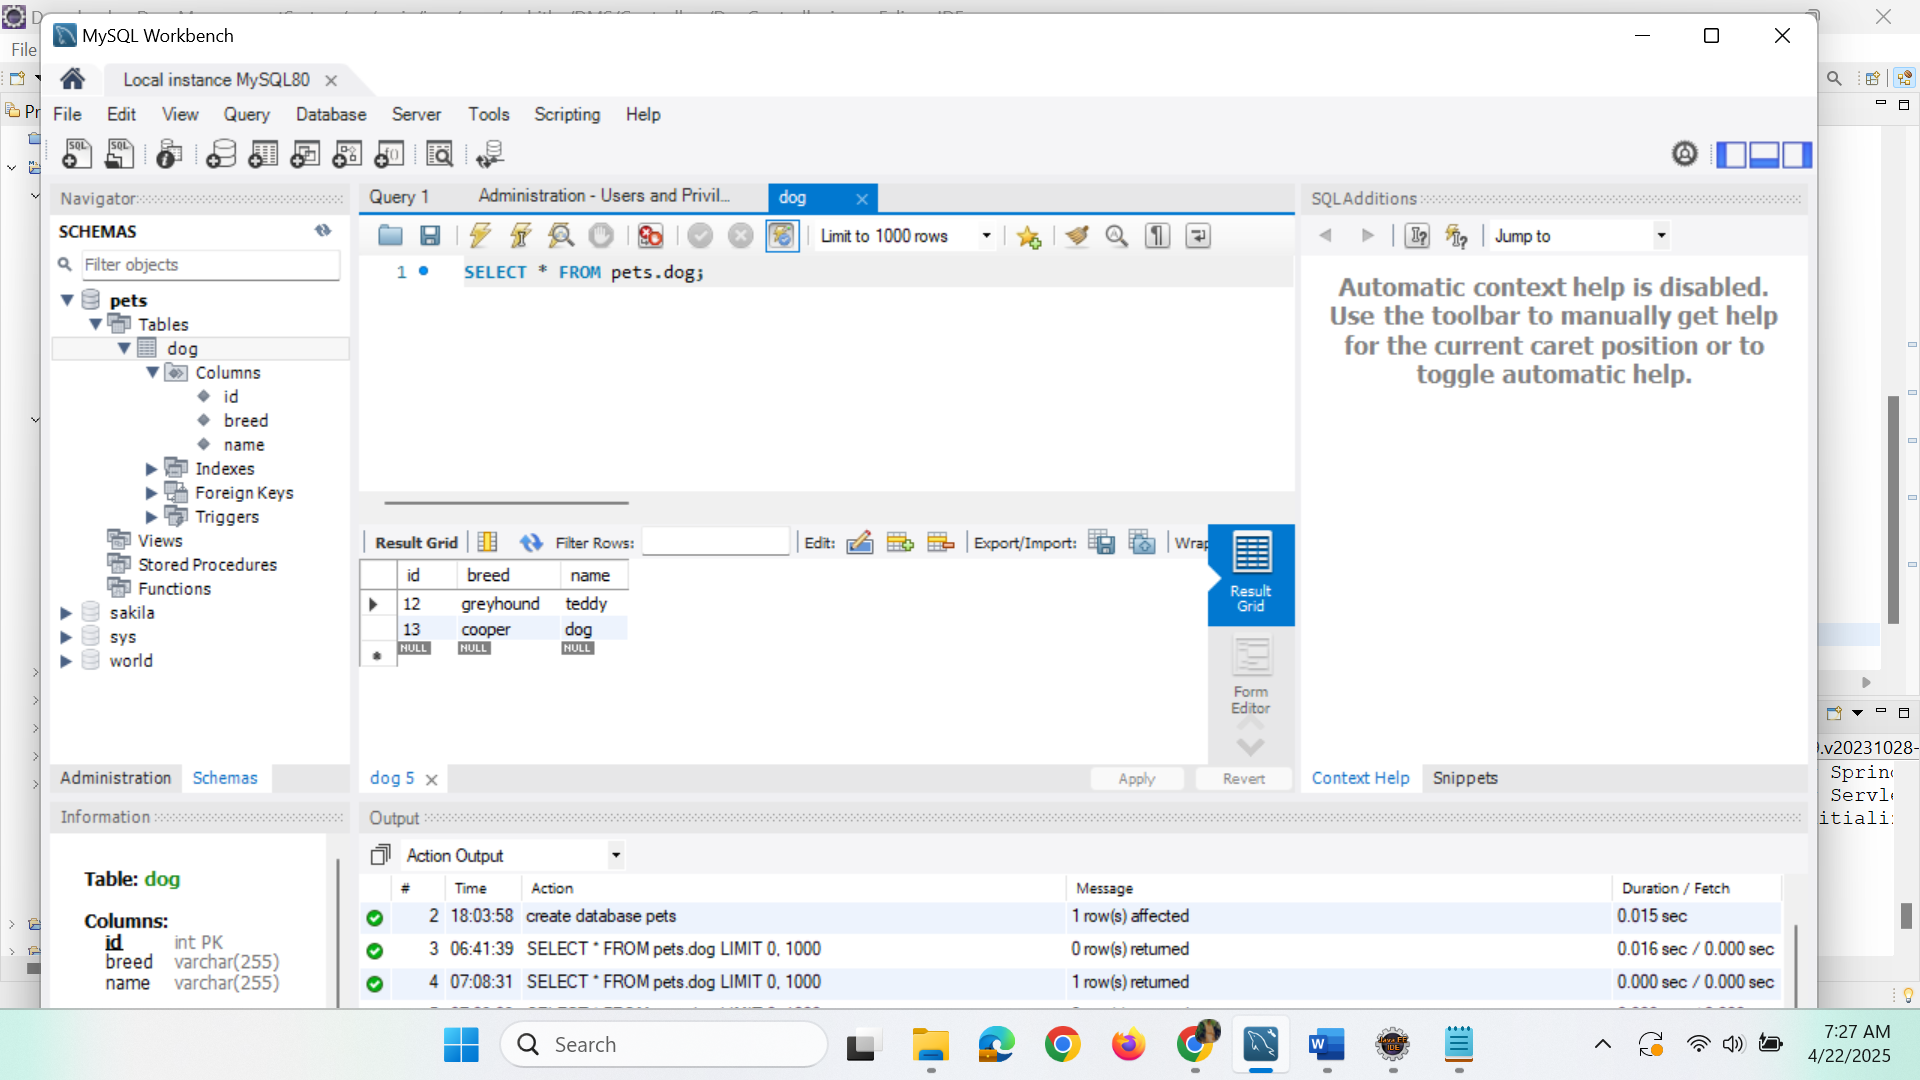 MySQL Workbench
File
Local instance MySQL80
File Edit View Query Database Server Tools Scripting Help
Navigator
Query 1
Administration - Users and Privil...
dog
SQLAdditions
SCHEMAS
Limit to 1000 rows
Jump to
Filter objects
1
SELECT * FROM pets.dog;
Automatic context help is disabled.
Use the toolbar to manually get help
for the current caret position or to
toggle automatic help.
pets
Tables
dog
Columns
id
breed
name
Indexes
Foreign Keys
Triggers
Views
Stored Procedures
Functions
sakila
sys
world
Result Grid
Filter Rows:
Edit:
Export/Import:
Wrap
Result
Grid
Form
Editor
id breed name
12 greyhound teddy
13 cooper dog
NULL NULL NULL
Administration Schemas
dog 5
Apply Revert
Context Help Snippets
.v20231028-
Sprin
Servl
itiali
Information
Output
Table: dog
Columns:
id int PK
breed varchar(255)
name varchar(255)
Action Output
# Time Action Message Duration / Fetch
2 18:03:58 create database pets 1 row(s) affected 0.015 sec
3 06:41:39 SELECT * FROM pets.dog LIMIT 0, 1000 0 row(s) returned 0.016 sec / 0.000 sec
4 07:08:31 SELECT * FROM pets.dog LIMIT 0, 1000 1 row(s) returned 0.000 sec / 0.000 sec
Search
7:27 AM
4/22/2025